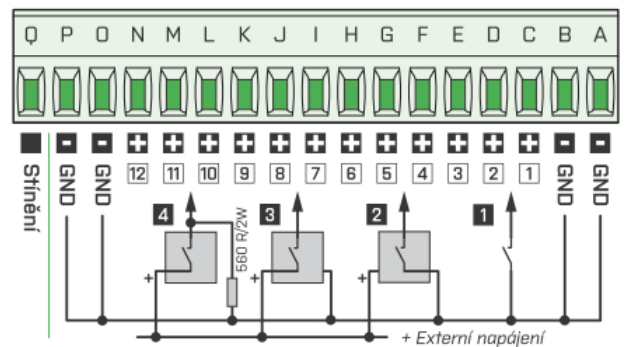 Q P O N M L K J I H G F E D C B A
Stínění GND GND 12 11 10 9 8 7 6 5 4 3 2 1 GND GND
4 3 2 1
560 R/2W
+ + +
+ Externí napájení